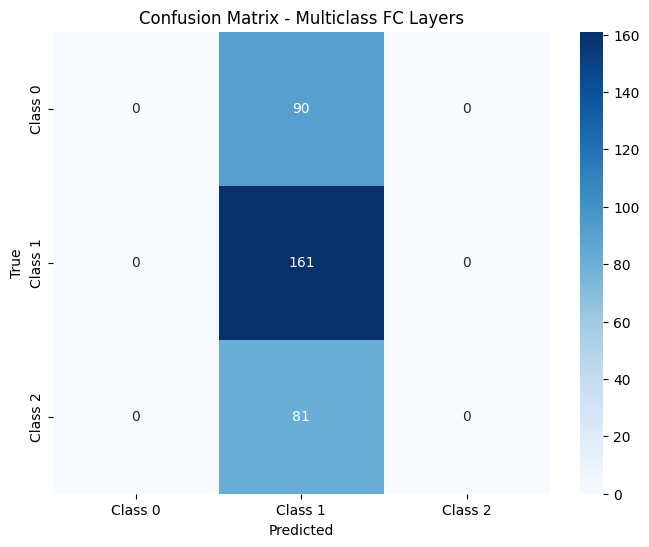 Confusion Matrix - Multiclass FC Layers
Class 0
0
90
0
Class 1
0
161
0
Class 2
0
81
0
True
Class 0
Class 1
Class 2
Predicted
160
140
120
100
80
60
40
20
0